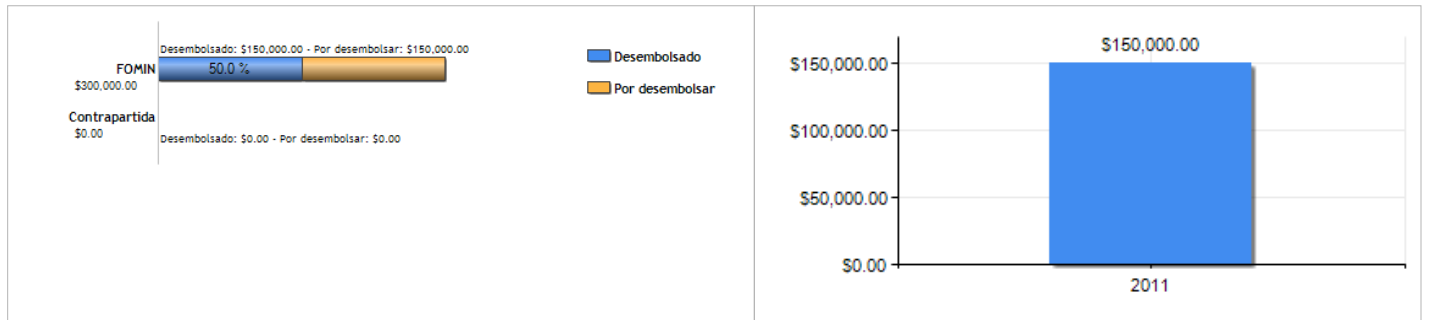 Desembolsado: $150,000.00 - Por desembolsar: $150,000.00
FOMIN
50.0 %
$300,000.00
Contrapartida
$0.00
Desembolsado: $0.00 - Por desembolsar: $0.00
Desembolsado
Por desembolsar
$150,000.00
$150,000.00
$100,000.00
$50,000.00
$0.00
2011